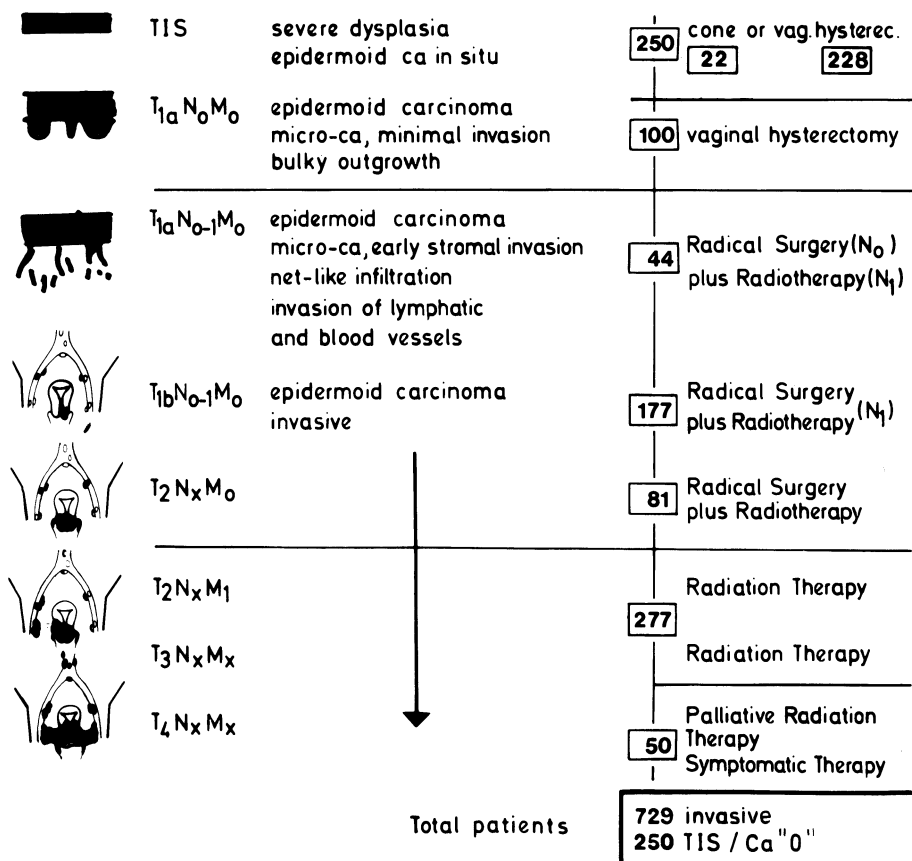 TIS severe dysplasia 250 cone or vag. hysterec.
epidermoid ca in situ 22 228
T1a N0 M0 epidermoid carcinoma
micro-ca, minimal invasion 100 vaginal hysterectomy
bulky outgrowth
T1a N0-1 M0 epidermoid carcinoma
micro-ca, early stromal invasion 44 Radical Surgery (N0)
net-like infiltration plus Radiotherapy (N1)
invasion of lymphatic
and blood vessels
T1b N0-1 M0 epidermoid carcinoma 177 Radical Surgery
invasive plus Radiotherapy (N1)
T2 Nx M0 81 Radical Surgery
plus Radiotherapy
T2 Nx M1 Radiation Therapy
277
T3 Nx Mx Radiation Therapy
T4 Nx Mx Palliative Radiation
50 Therapy
Symptomatic Therapy
Total patients 729 invasive
250 TIS / Ca "0"